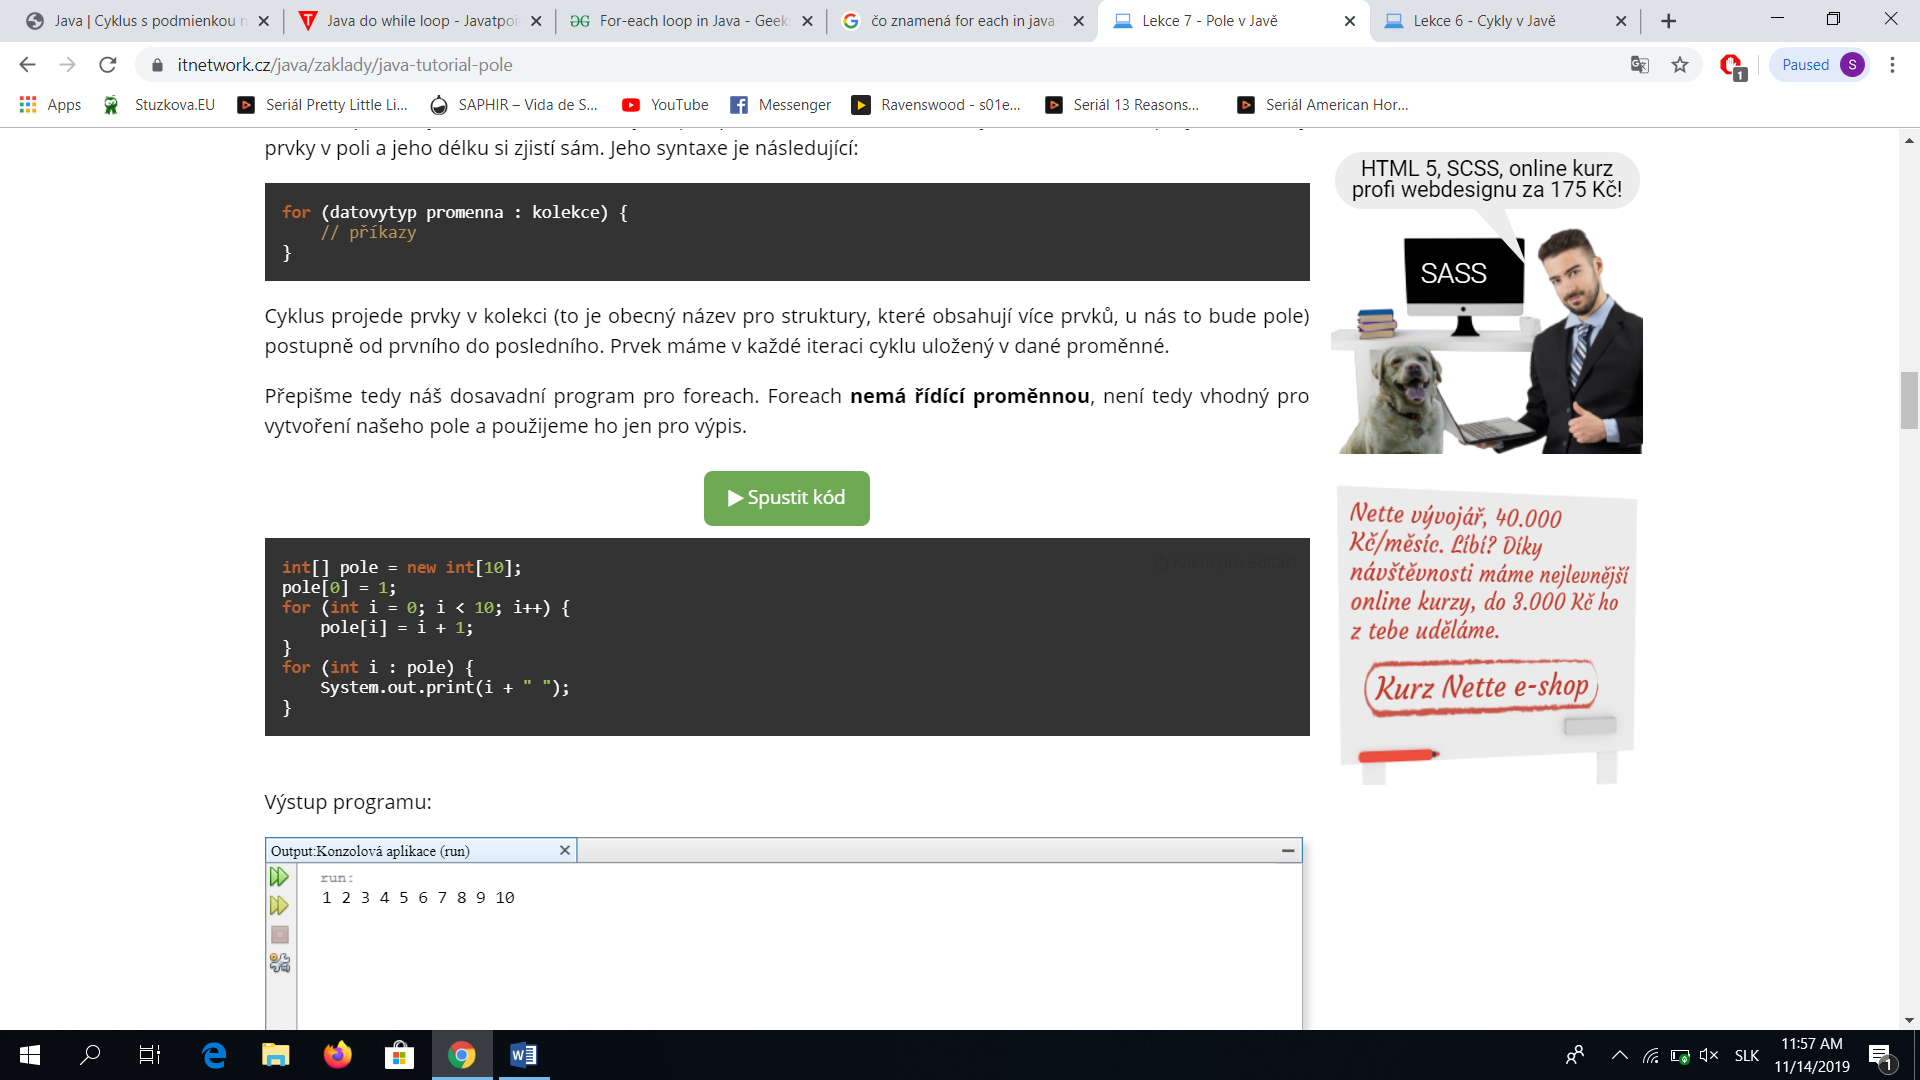 Java | Cyklus s podmienkou n
Java do while loop - Javatpoi
For-each loop in Java - Geeks
čo znamená for each in java -
Lekce 7 - Pole v Javě
Lekce 6 - Cykly v Javě
itnetwork.cz/java/zaklady/java-tutorial-pole
1
Paused
S
Apps
Stuzkova.EU
Seriál Pretty Little Li...
SAPHIR – Vida de S...
YouTube
Messenger
Ravenswood - s01e...
Seriál 13 Reasons...
Seriál American Hor...
prvky v poli a jeho délku si zjistí sám. Jeho syntaxe je následující:
for (datovytyp promenna : kolekce) {
// příkazy
}
Cyklus projede prvky v kolekci (to je obecný název pro struktury, které obsahují více prvků, u nás to bude pole)
postupně od prvního do posledního. Prvek máme v každé iteraci cyklu uložený v dané proměnné.
Přepišme tedy náš dosavadní program pro foreach. Foreach nemá řídící proměnnou, není tedy vhodný pro
vytvoření našeho pole a použijeme ho jen pro výpis.
Spustit kód
Klikni pro editaci
int[] pole = new int[10];
pole[0] = 1;
for (int i = 0; i < 10; i++) {
pole[i] = i + 1;
}
for (int i : pole) {
System.out.print(i + " ");
}
Výstup programu:
Output:Konzolová aplikace (run)
run:
1 2 3 4 5 6 7 8 9 10
HTML 5, SCSS, online kurz
profi webdesignu za 175 Kč!
SASS
Nette vývojář, 40.000
Kč/měsíc. Líbí? Díky
návštěvnosti máme nejlevnější
online kurzy, do 3.000 Kč ho
z tebe uděláme.
Kurz Nette e-shop
SLK
11:57 AM
11/14/2019
1